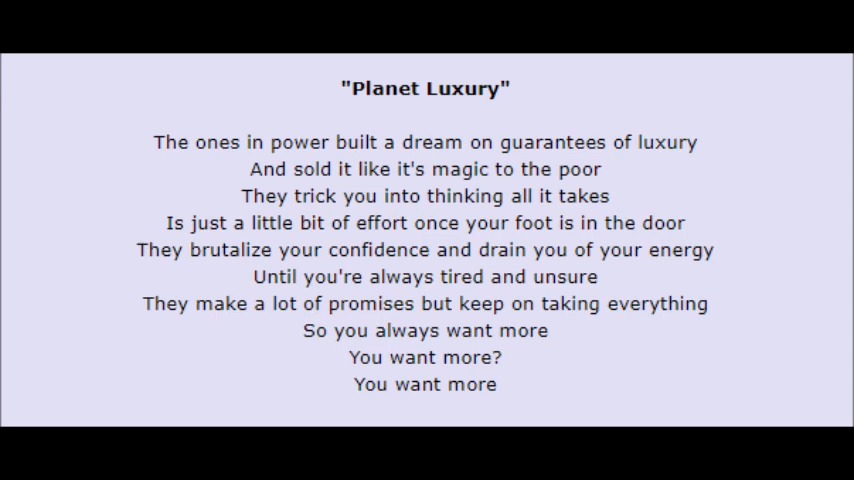 "Planet Luxury"
The ones in power built a dream on guarantees of luxury
And sold it like it's magic to the poor
They trick you into thinking all it takes
Is just a little bit of effort once your foot is in the door
They brutalize your confidence and drain you of your energy
Until you're always tired and unsure
They make a lot of promises but keep on taking everything
So you always want more
You want more?
You want more